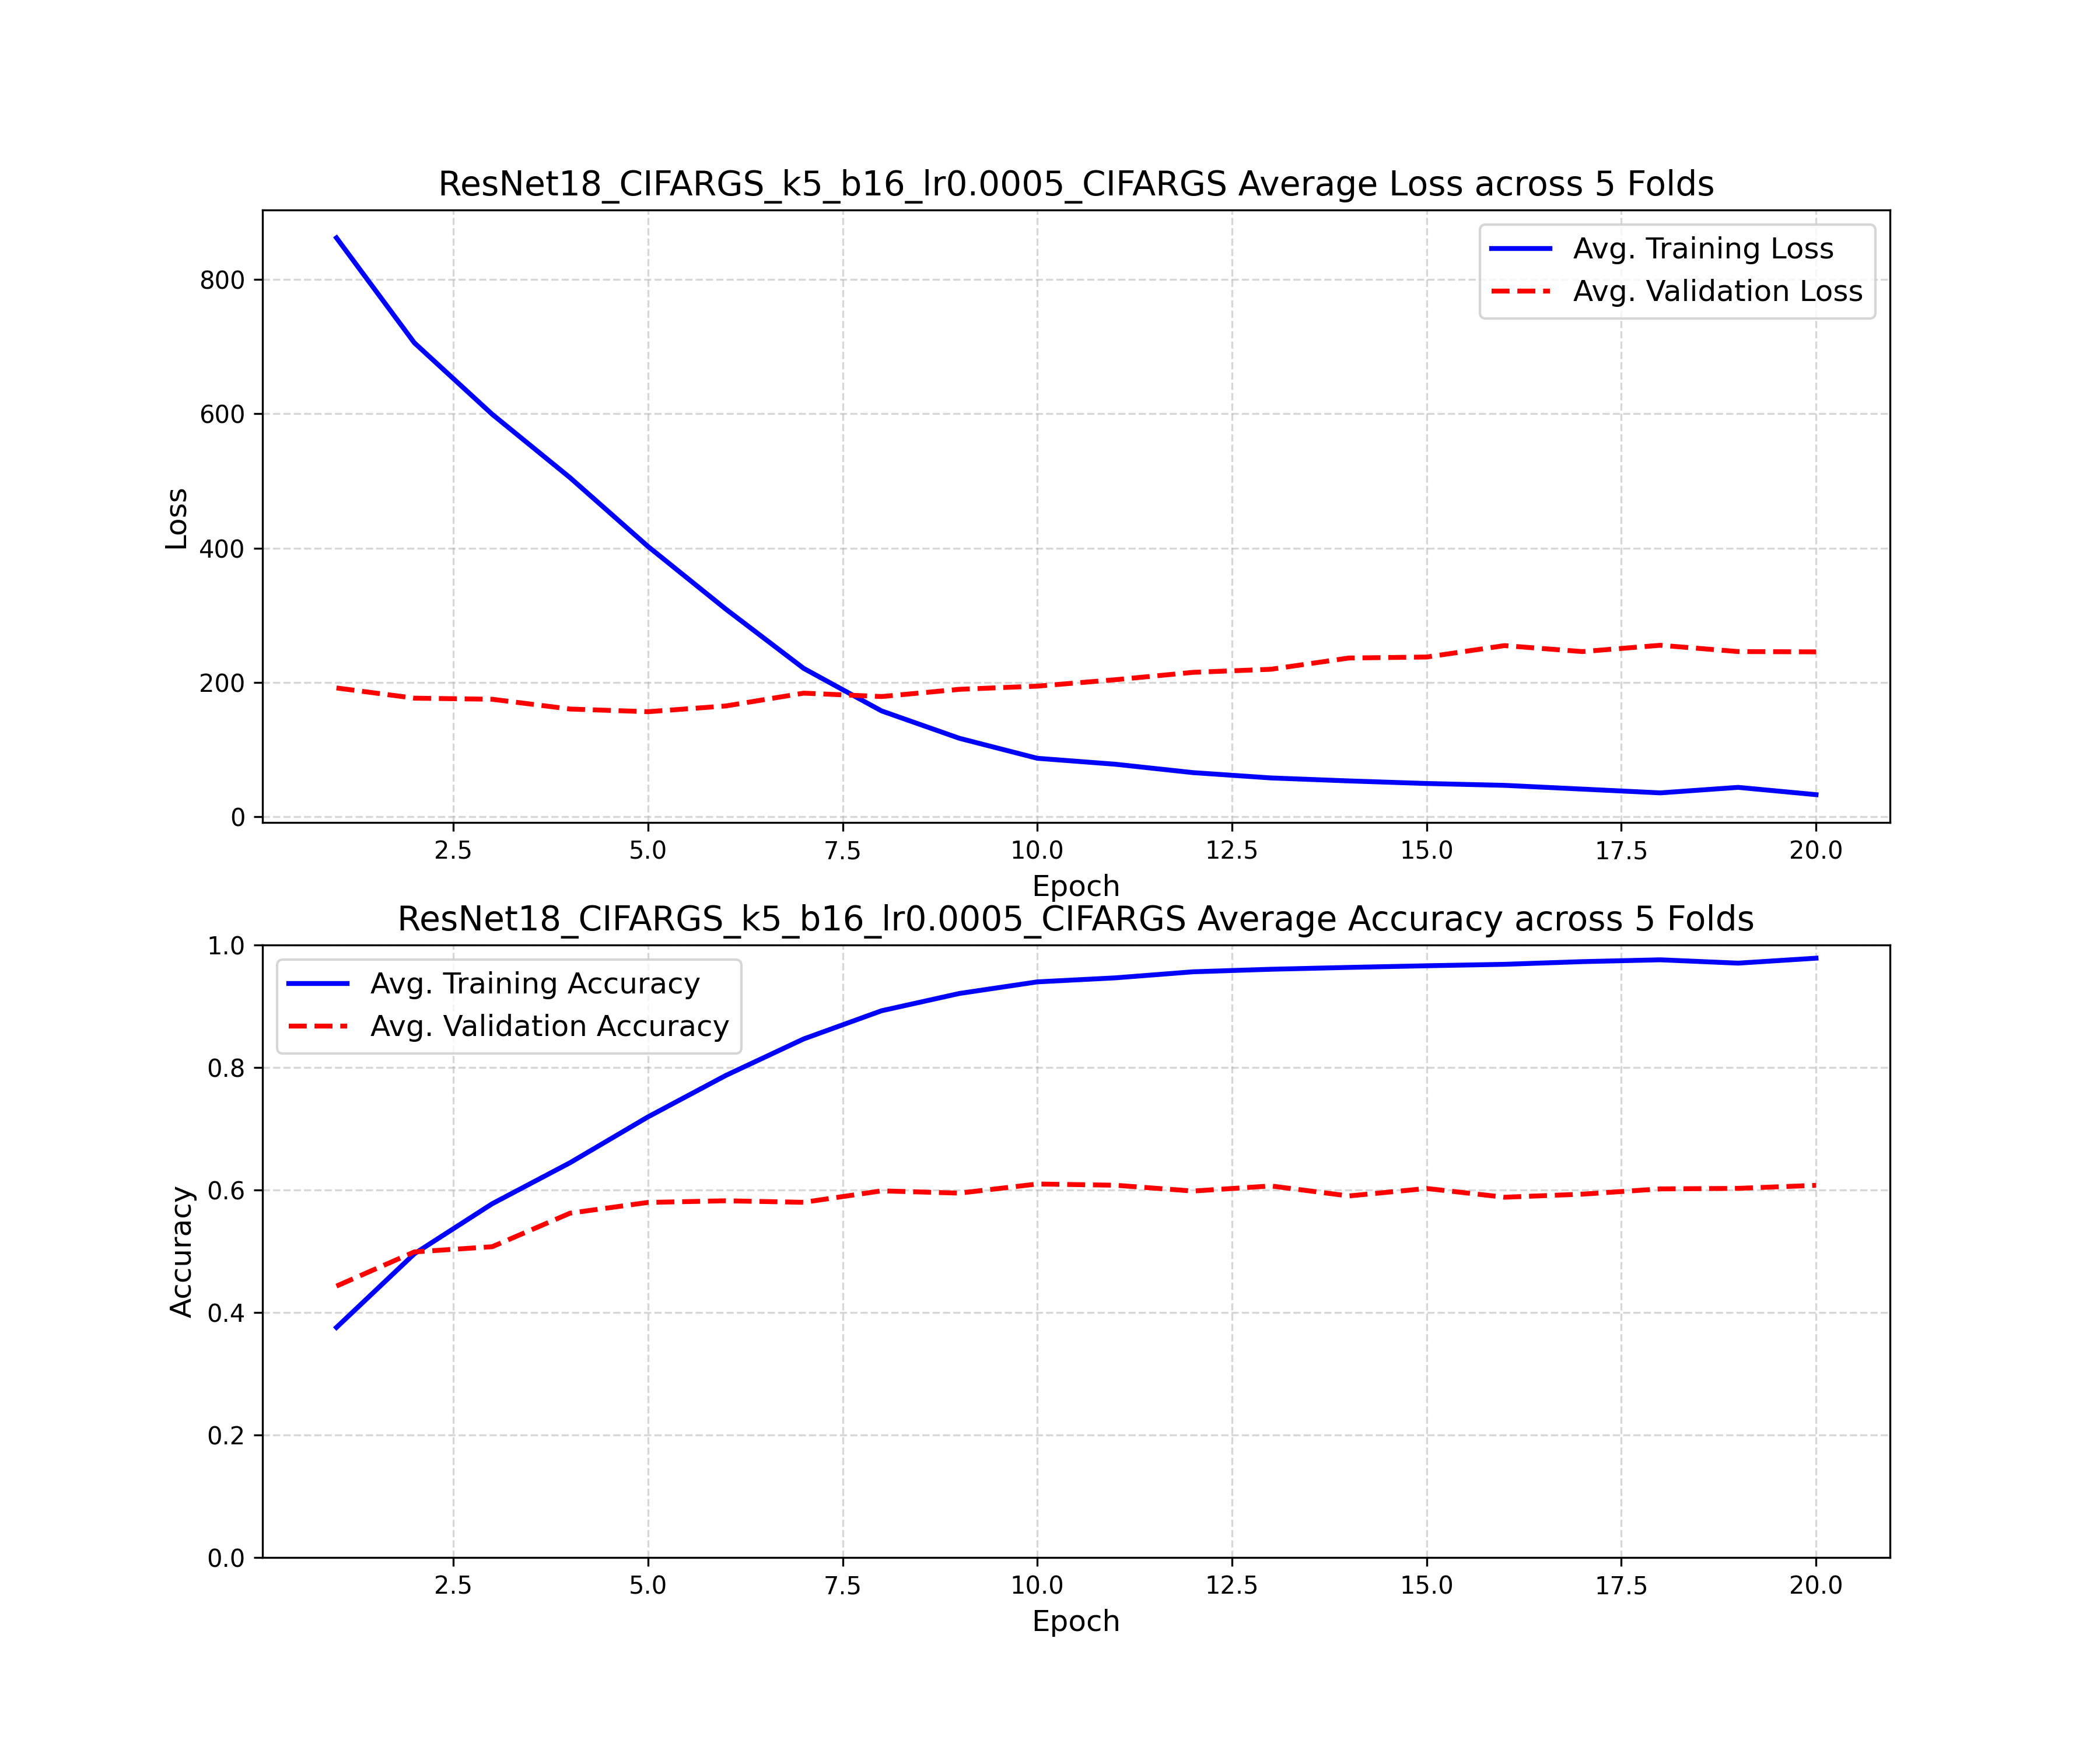 ResNet18_CIFARGS_k5_b16_lr0.0005_CIFARGS Average Loss across 5 Folds
Avg. Training Loss
Avg. Validation Loss
800
600
400
200
0
Loss
2.5 5.0 7.5 10.0 12.5 15.0 17.5 20.0
Epoch
ResNet18_CIFARGS_k5_b16_lr0.0005_CIFARGS Average Accuracy across 5 Folds
Avg. Training Accuracy
Avg. Validation Accuracy
1.0
0.8
0.6
0.4
0.2
0.0
Accuracy
2.5 5.0 7.5 10.0 12.5 15.0 17.5 20.0
Epoch